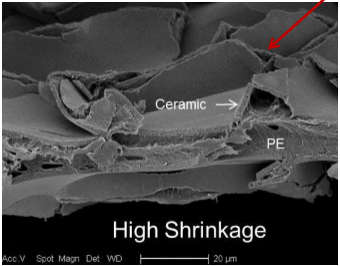 Ceramic
PE
High Shrinkage
Acc.V Spot Magn Det WD 20 µm